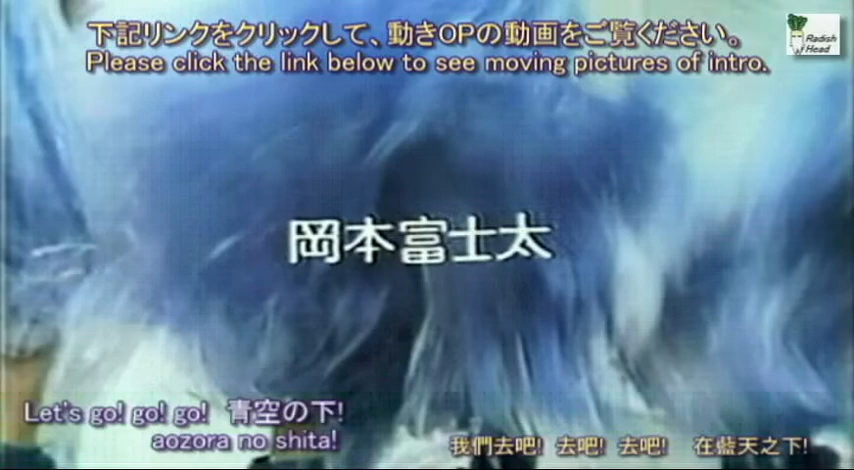 下記リンクをクリックして、動きOPの動画をご覧ください。
Please click the link below to see moving pictures of intro.
Radish
Head
岡本富士太
Let's go! go! go! 青空の下!
aozora no shita!
我們去吧! 去吧! 去吧! 在藍天之下!